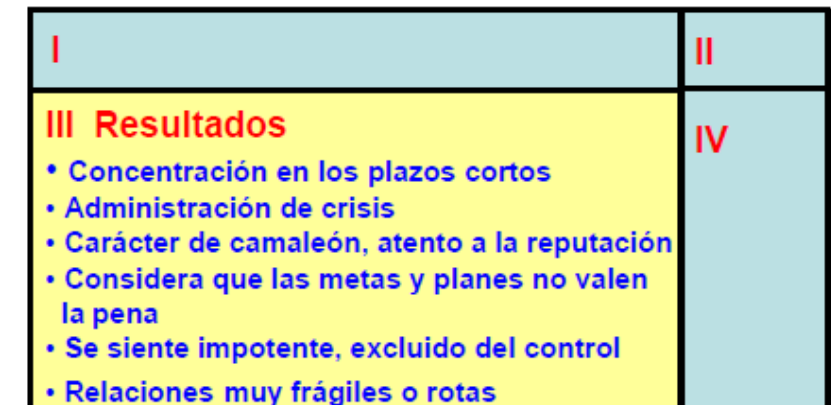 I
II
III Resultados
• Concentración en los plazos cortos
• Administración de crisis
• Carácter de camaleón, atento a la reputación
• Considera que las metas y planes no valen
la pena
• Se siente impotente, excluido del control
• Relaciones muy frágiles o rotas
IV